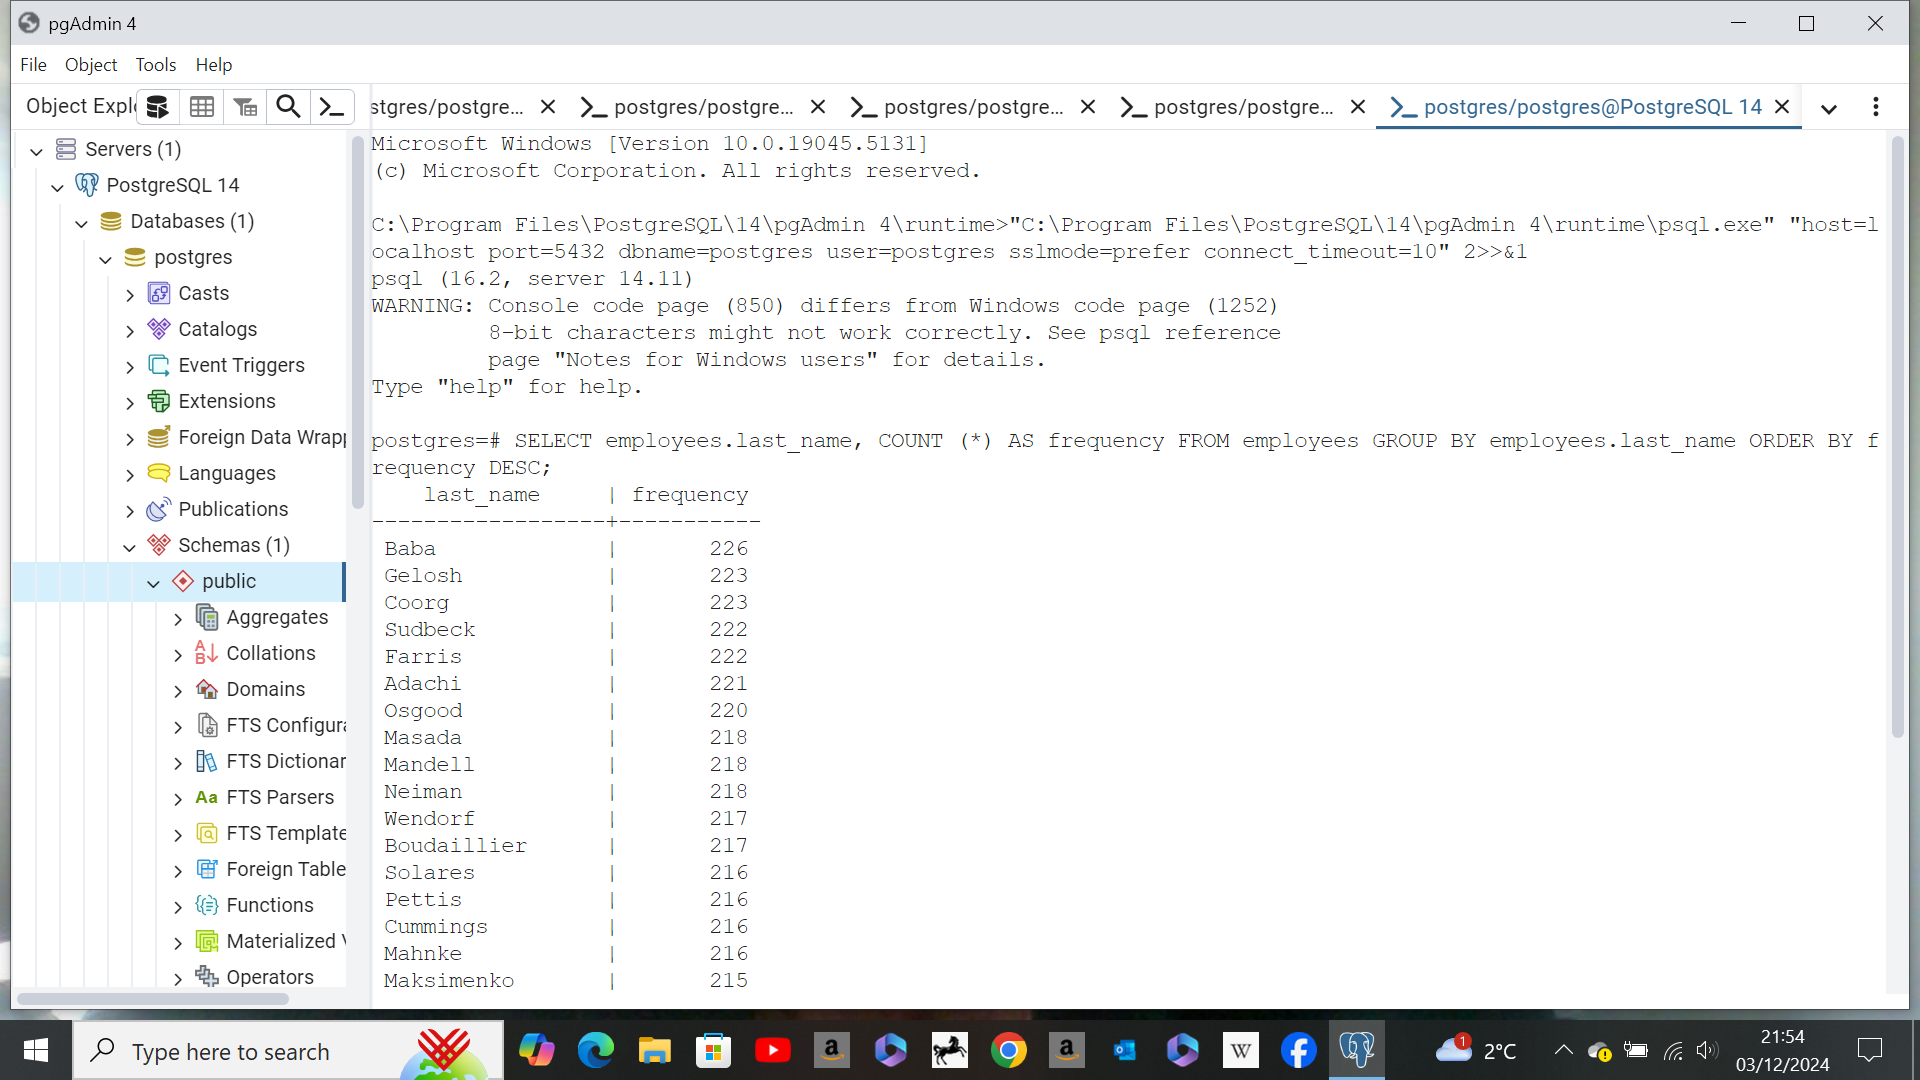 pgAdmin 4
File Object Tools Help
Object Explo
stgres/postgre... postgres/postgre... postgres/postgre... postgres/postgre... postgres/postgres@PostgreSQL 14
Servers (1)
PostgreSQL 14
Databases (1)
postgres
Casts
Catalogs
Event Triggers
Extensions
Foreign Data Wrapp
Languages
Publications
Schemas (1)
public
Aggregates
Collations
Domains
FTS Configura
FTS Dictionar
Aa FTS Parsers
FTS Template
Foreign Table
Functions
Materialized V
Operators
Microsoft Windows [Version 10.0.19045.5131]
(c) Microsoft Corporation. All rights reserved.
C:\Program Files\PostgreSQL\14\pgAdmin 4\runtime>"C:\Program Files\PostgreSQL\14\pgAdmin 4\runtime\psql.exe" "host=l
ocalhost port=5432 dbname=postgres user=postgres sslmode=prefer connect_timeout=10" 2>>&1
psql (16.2, server 14.11)
WARNING: Console code page (850) differs from Windows code page (1252)
8-bit characters might not work correctly. See psql reference
page "Notes for Windows users" for details.
Type "help" for help.
postgres=# SELECT employees.last_name, COUNT (*) AS frequency FROM employees GROUP BY employees.last_name ORDER BY f
requency DESC;
last_name | frequency
------------------+-----------
Baba | 226
Gelosh | 223
Coorg | 223
Sudbeck | 222
Farris | 222
Adachi | 221
Osgood | 220
Masada | 218
Mandell | 218
Neiman | 218
Wendorf | 217
Boudaillier | 217
Solares | 216
Pettis | 216
Cummings | 216
Mahnke | 216
Maksimenko | 215
Type here to search
a
a
W
1
2°C
21:54
03/12/2024